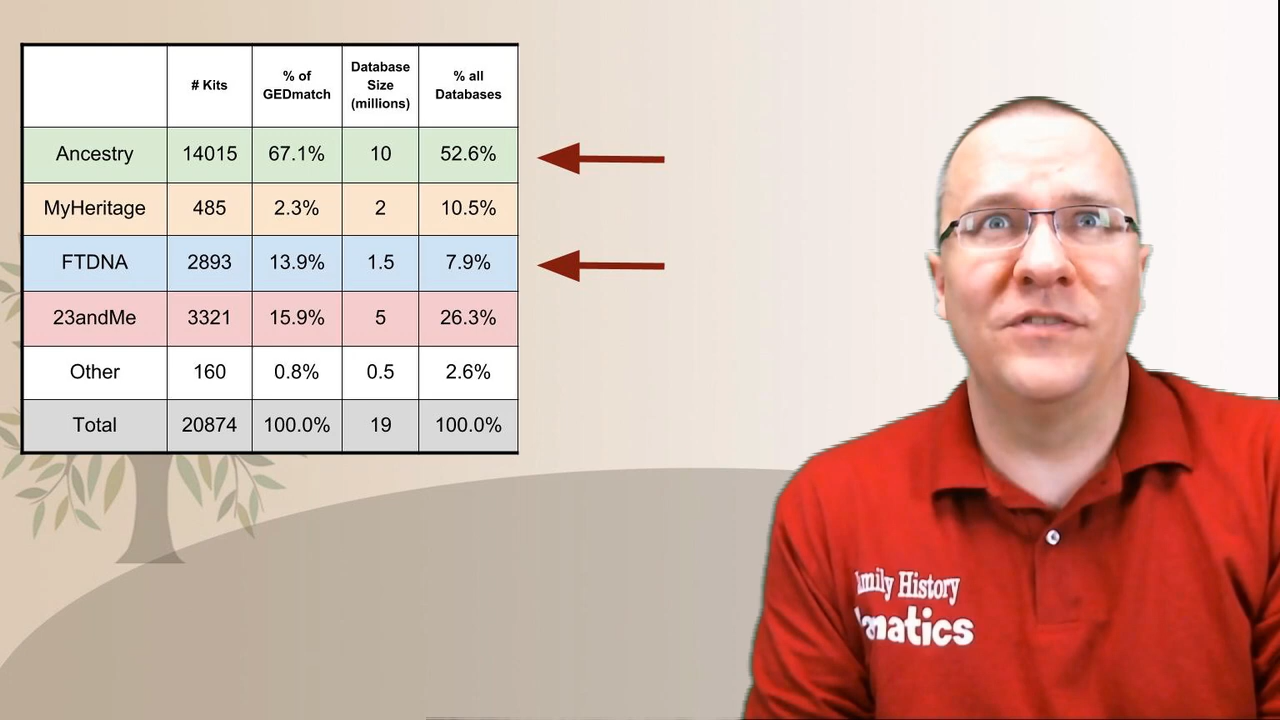 # Kits
% of
GEDmatch
Database
Size
(millions)
% all
Databases
Ancestry 14015 67.1% 10 52.6%
MyHeritage 485 2.3% 2 10.5%
FTDNA 2893 13.9% 1.5 7.9%
23andMe 3321 15.9% 5 26.3%
Other 160 0.8% 0.5 2.6%
Total 20874 100.0% 19 100.0%
amily History
anatics